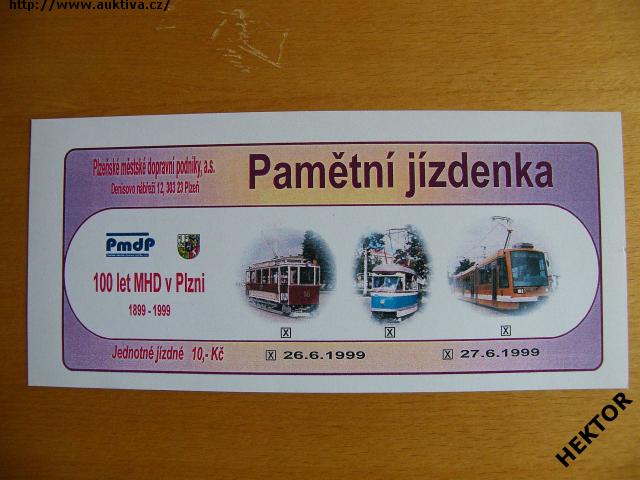 http://www.auktiva.cz/
Plzeňské městské dopravní podniky, a.s.
Denisovo nábřeží 12, 303 23 Plzeň
Pamětní jízdenka
PmdP
100 let MHD v Plzni
1899 - 1999
Jednotné jízdné 10,- Kč
X X X
X 26.6.1999
X 27.6.1999
HEKTOR